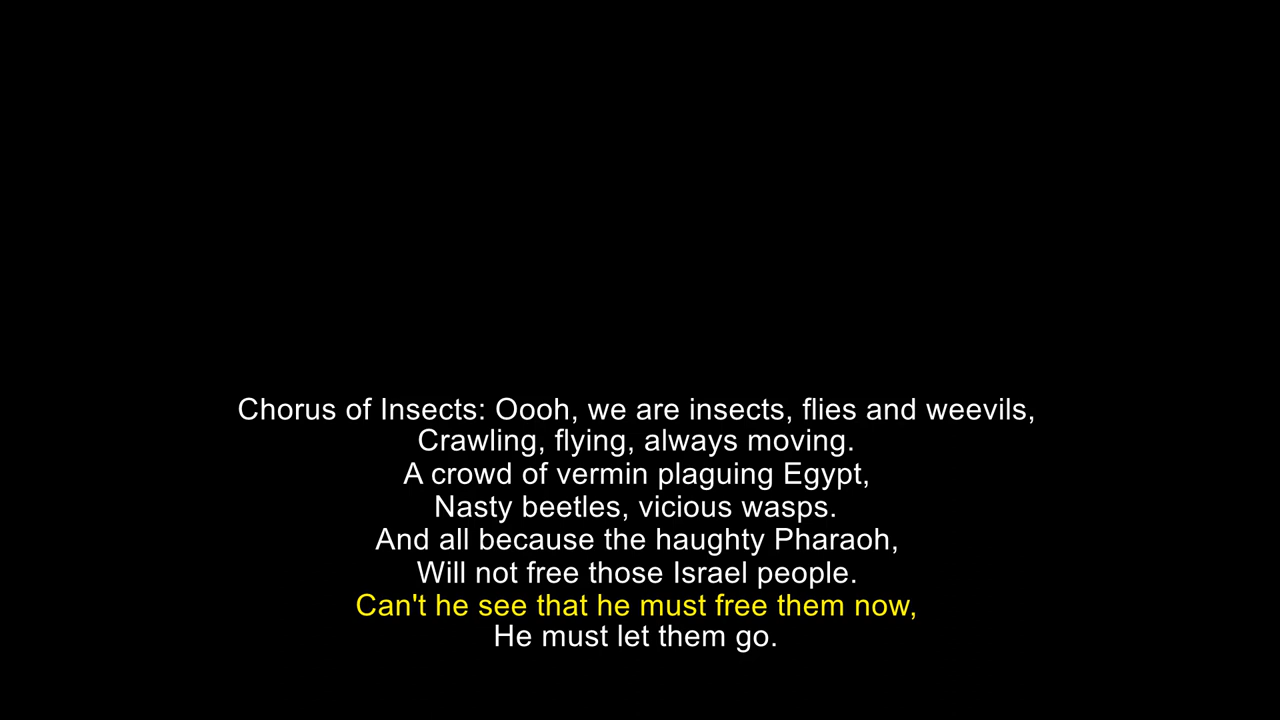 Chorus of Insects: Oooh, we are insects, flies and weevils,
Crawling, flying, always moving.
A crowd of vermin plaguing Egypt,
Nasty beetles, vicious wasps.
And all because the haughty Pharaoh,
Will not free those Israel people.
Can't he see that he must free them now,
He must let them go.